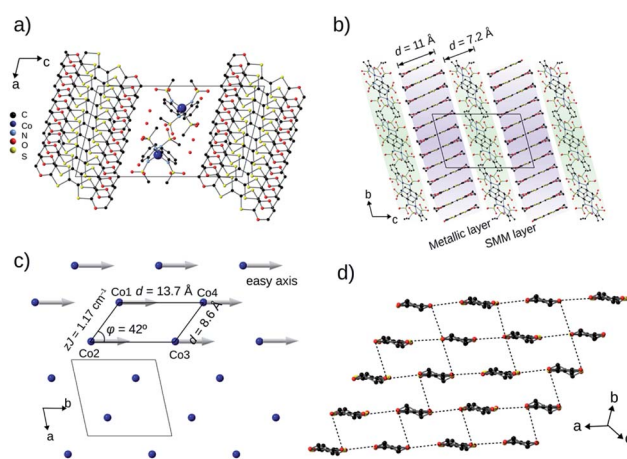 a)
c
a
C
Co
N
O
S
b)
d = 11 Å
d = 7.2 Å
b
c
Metallic layer
SMM layer
c)
easy axis
Co1
d = 13.7 Å
Co4
zJ = 1.17 cm⁻¹
φ = 42º
d = 8.6 Å
Co2
Co3
b
a
d)
b
a
c